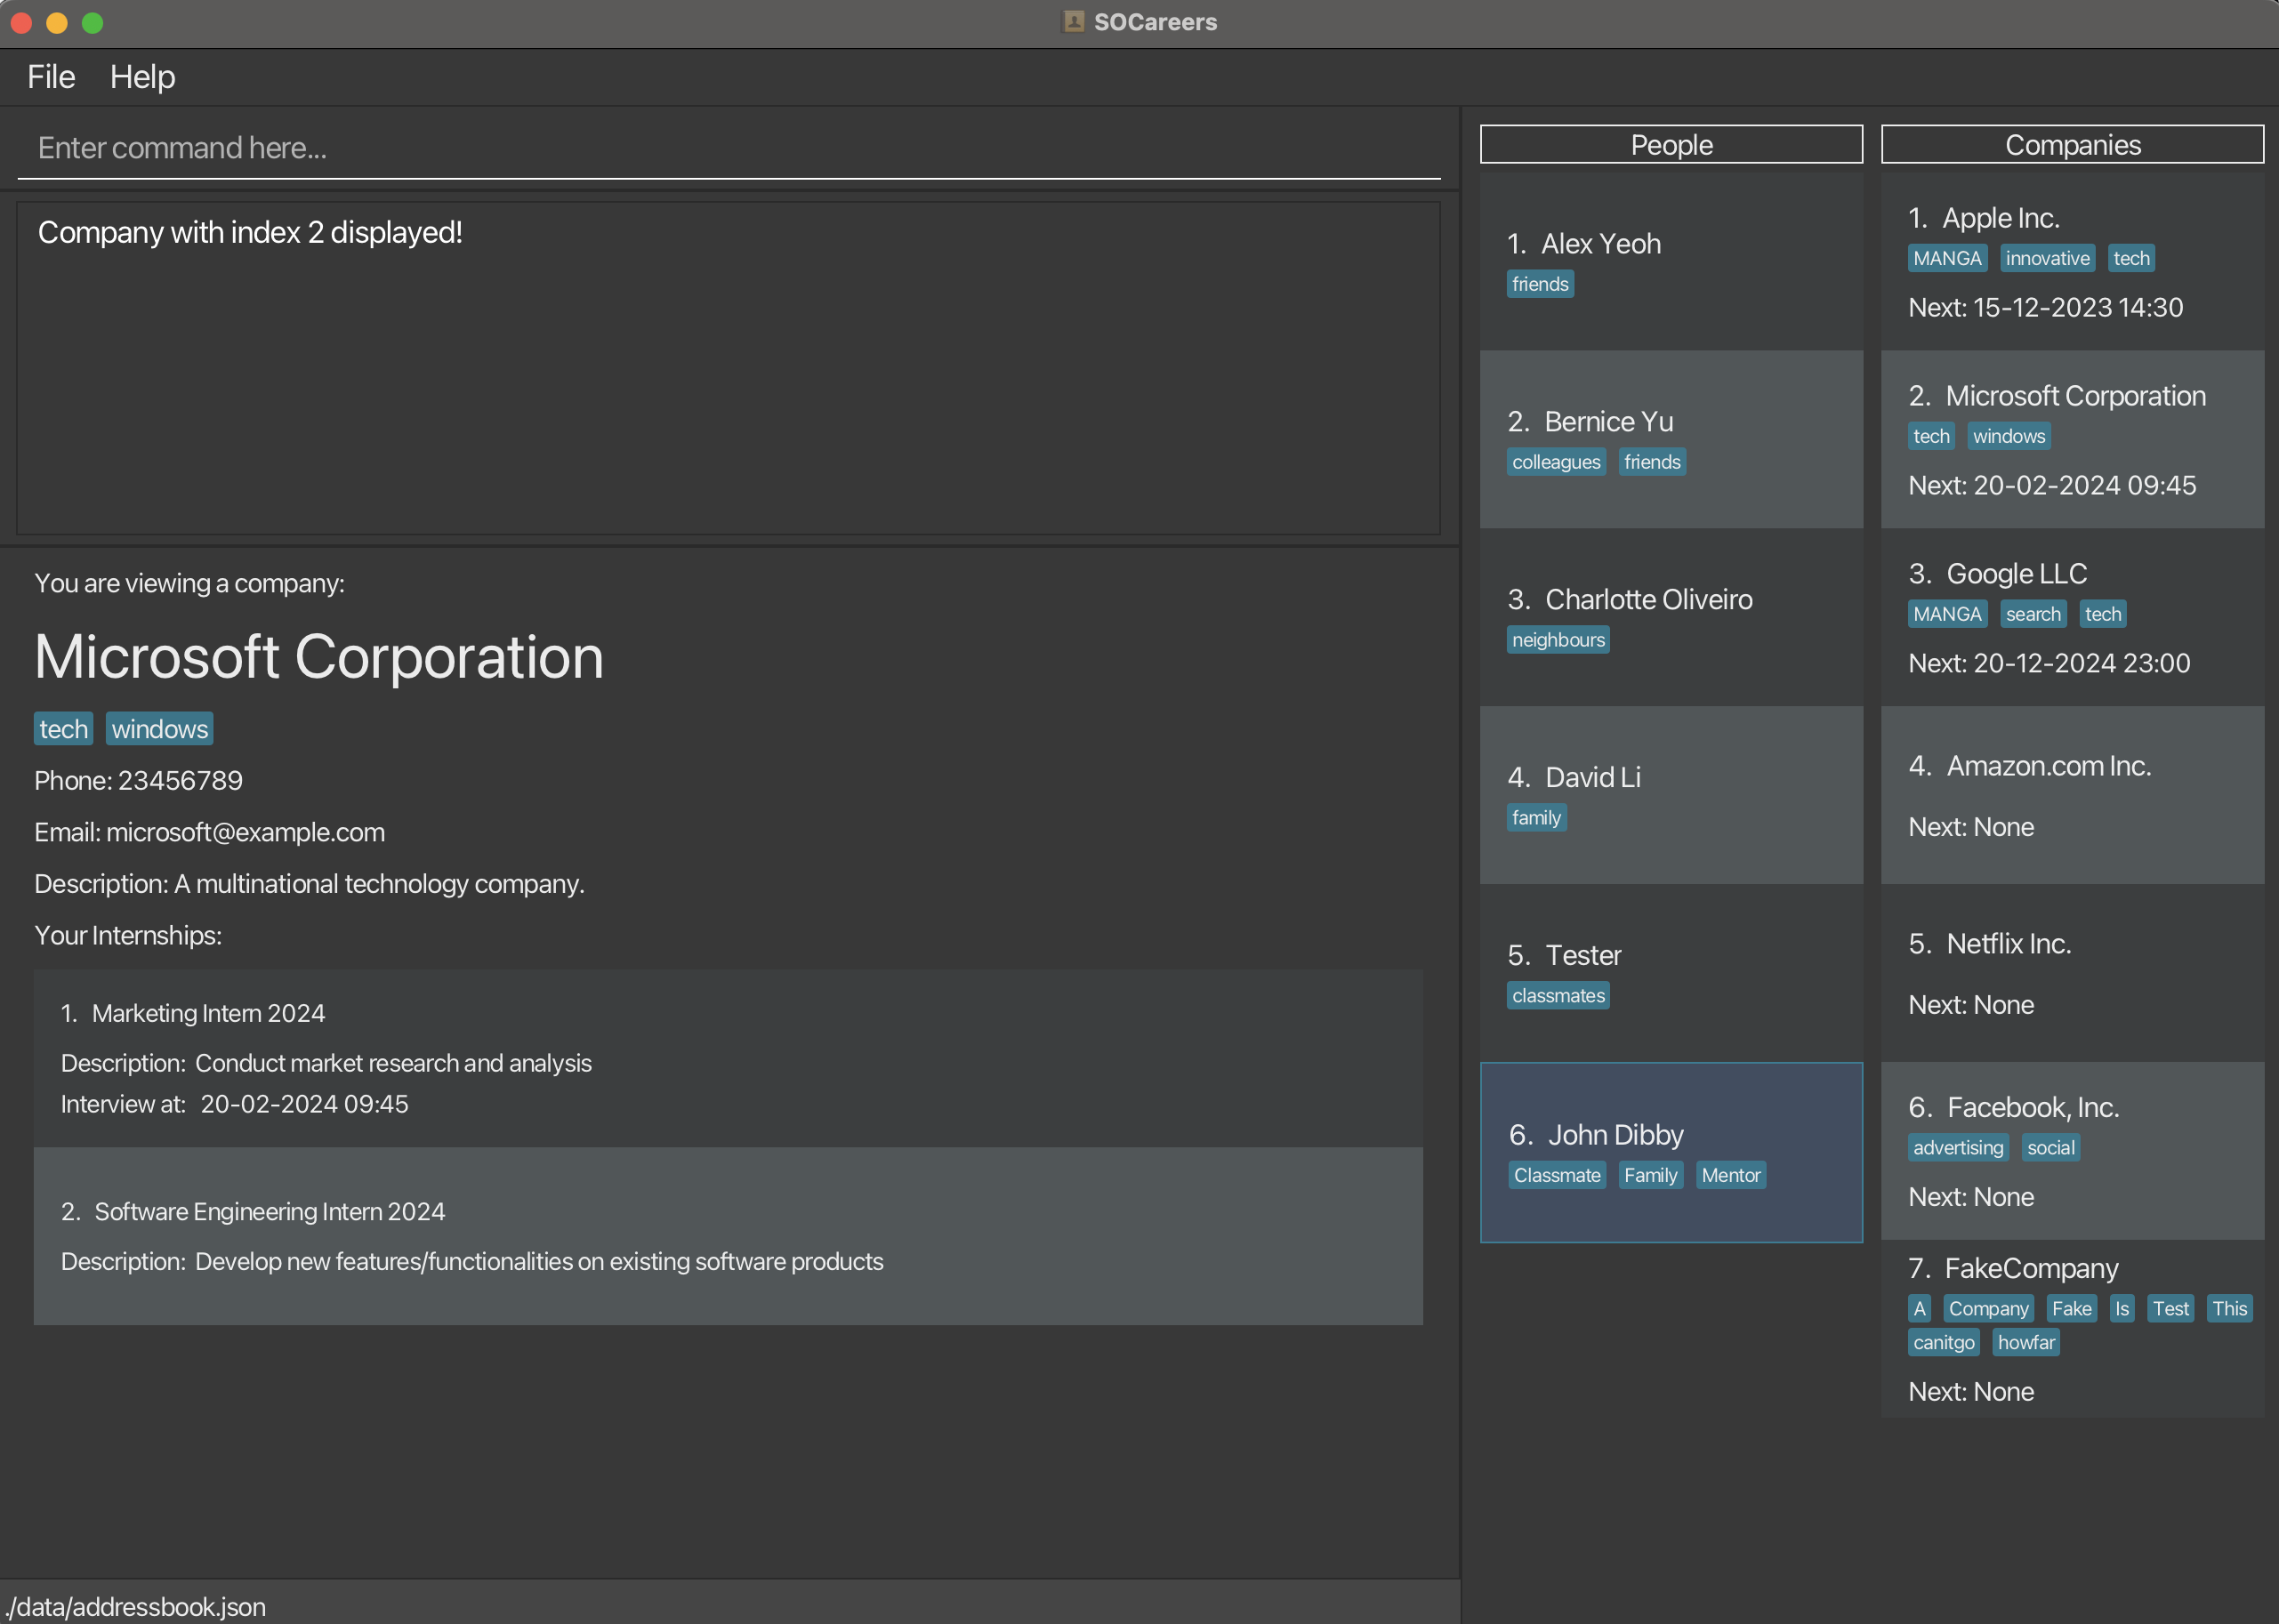 SOCareers
File Help
Enter command here...
Company with index 2 displayed!
You are viewing a company:
Microsoft Corporation
tech windows
Phone: 23456789
Email: microsoft@example.com
Description: A multinational technology company.
Your Internships:
1. Marketing Intern 2024
Description: Conduct market research and analysis
Interview at: 20-02-2024 09:45
2. Software Engineering Intern 2024
Description: Develop new features/functionalities on existing software products
./data/addressbook.json
People
1. Alex Yeoh
friends
2. Bernice Yu
colleagues friends
3. Charlotte Oliveiro
neighbours
4. David Li
family
5. Tester
classmates
6. John Dibby
Classmate Family Mentor
Companies
1. Apple Inc.
MANGA innovative tech
Next: 15-12-2023 14:30
2. Microsoft Corporation
tech windows
Next: 20-02-2024 09:45
3. Google LLC
MANGA search tech
Next: 20-12-2024 23:00
4. Amazon.com Inc.
Next: None
5. Netflix Inc.
Next: None
6. Facebook, Inc.
advertising social
Next: None
7. FakeCompany
A Company Fake Is Test This
canitgo howfar
Next: None